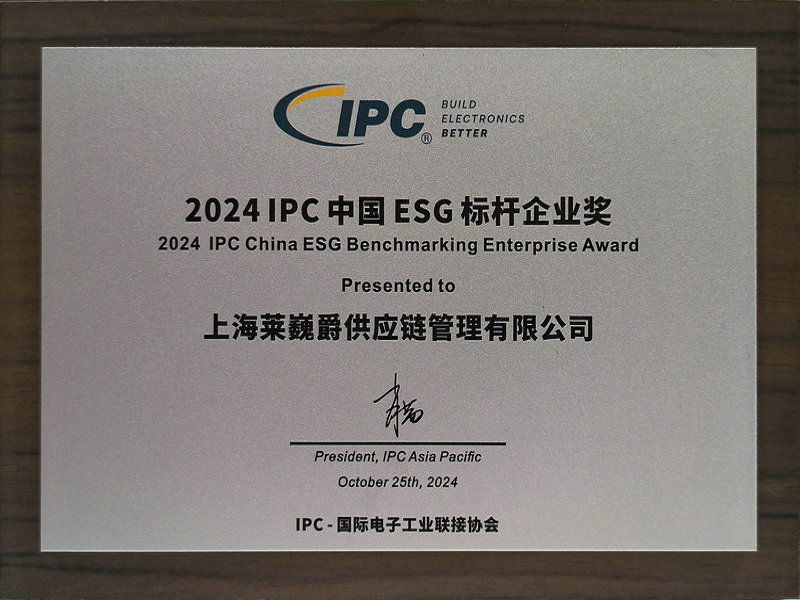 IPC®
BUILD
ELECTRONICS
BETTER
2024 IPC 中国 ESG 标杆企业奖
2024 IPC China ESG Benchmarking Enterprise Award
Presented to
上海莱巍爵供应链管理有限公司
President, IPC Asia Pacific
October 25th, 2024
IPC - 国际电子工业联接协会